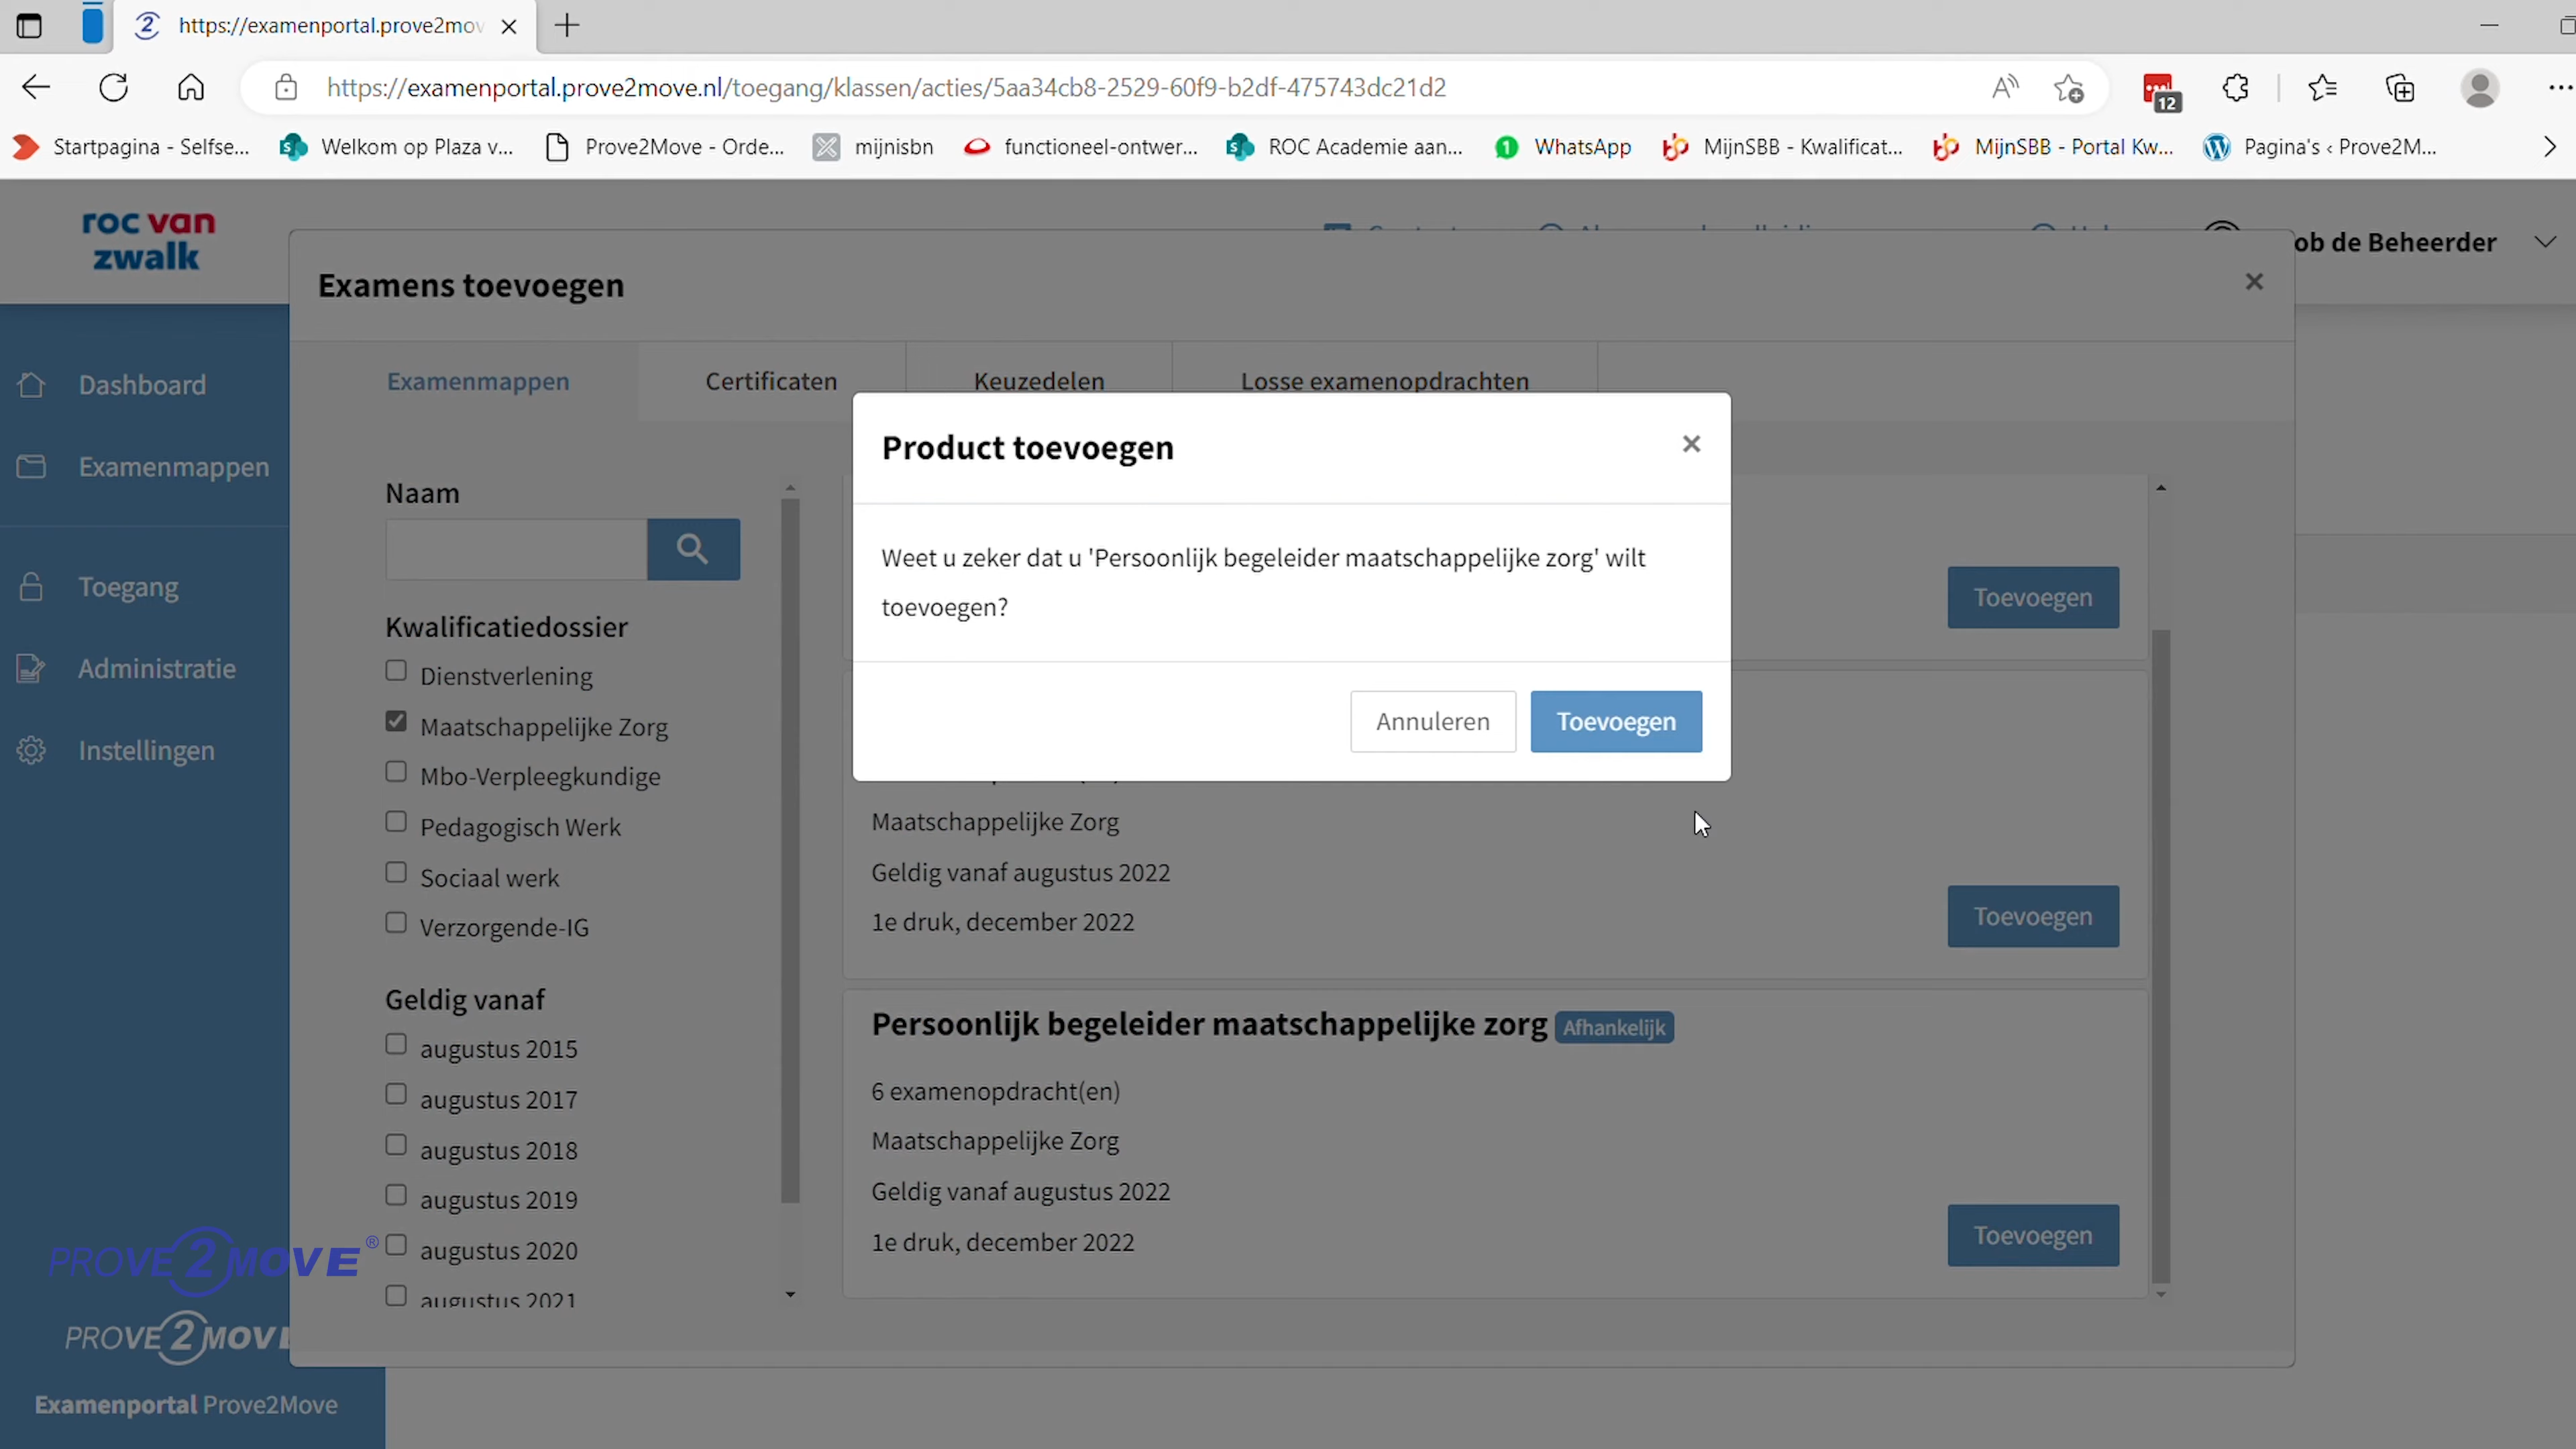 https://examenportal.prove2mov
https://examenportal.prove2move.nl/toegang/klassen/acties/5aa34cb8-2529-60f9-b2df-475743dc21d2
12
Startpagina - Selfse...
Welkom op Plaza v...
Prove2Move - Orde...
mijnisbn
functioneel-ontwer...
ROC Academie aan...
WhatsApp
MijnSBB - Kwalificat...
MijnSBB - Portal Kw...
Pagina's ‹ Prove2M...
roc van
zwalk
ob de Beheerder
Examens toevoegen
Dashboard
Examenmappen
Toegang
Administratie
Instellingen
Examenmappen
Certificaten
Keuzedelen
Losse examenopdrachten
Naam
Kwalificatiedossier
Dienstverlening
Maatschappelijke Zorg
Mbo-Verpleegkundige
Pedagogisch Werk
Sociaal werk
Verzorgende-IG
Geldig vanaf
augustus 2015
augustus 2017
augustus 2018
augustus 2019
augustus 2020
augustus 2021
Product toevoegen
Weet u zeker dat u 'Persoonlijk begeleider maatschappelijke zorg' wilt
toevoegen?
Annuleren
Toevoegen
Toevoegen
Maatschappelijke Zorg
Geldig vanaf augustus 2022
1e druk, december 2022
Toevoegen
Persoonlijk begeleider maatschappelijke zorg
Afhankelijk
6 examenopdracht(en)
Maatschappelijke Zorg
Geldig vanaf augustus 2022
1e druk, december 2022
Toevoegen
PROVE2MOVE®
PROVE2MOV
Examenportal Prove2Move